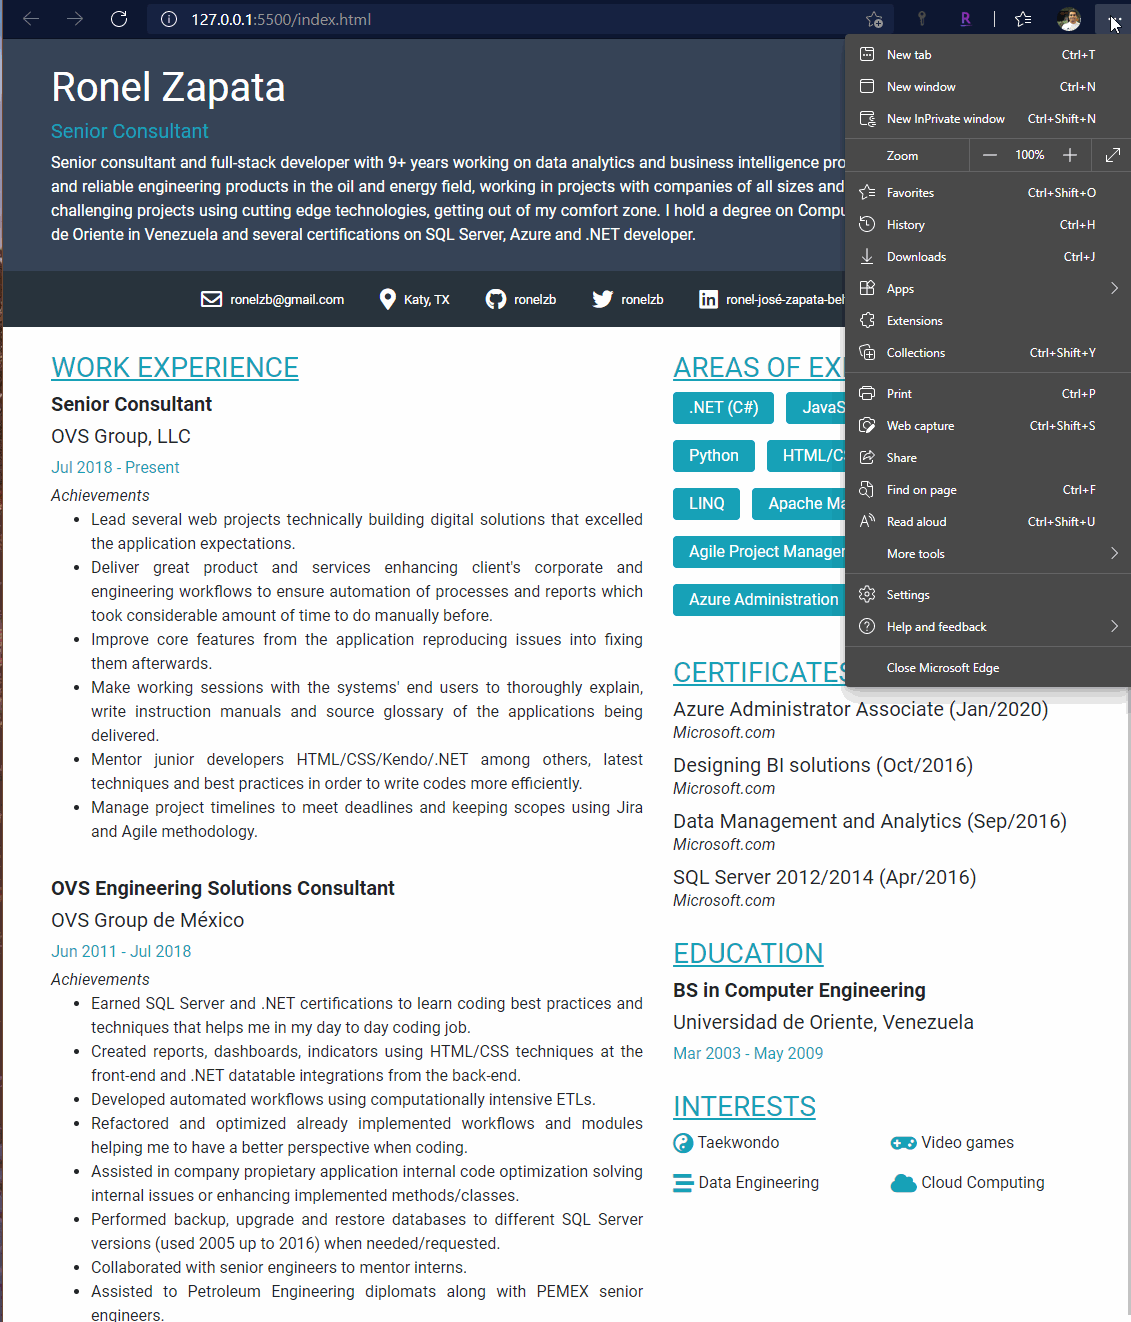 127.0.0.1:5500/index.html
R
New tab Ctrl+T
New window Ctrl+N
New InPrivate window Ctrl+Shift+N
Zoom 100%
Favorites Ctrl+Shift+O
History Ctrl+H
Downloads Ctrl+J
Apps
Extensions
Collections Ctrl+Shift+Y
Print Ctrl+P
Web capture Ctrl+Shift+S
Share
Find on page Ctrl+F
Read aloud Ctrl+Shift+U
More tools
Settings
Help and feedback
Close Microsoft Edge
Ronel Zapata
Senior Consultant
Senior consultant and full-stack developer with 9+ years working on data analytics and business intelligence pro
and reliable engineering products in the oil and energy field, working in projects with companies of all sizes and
challenging projects using cutting edge technologies, getting out of my comfort zone. I hold a degree on Compu
de Oriente in Venezuela and several certifications on SQL Server, Azure and .NET developer.
ronelzb@gmail.com Katy, TX ronelzb ronelzb ronel-josé-zapata-bel
WORK EXPERIENCE
Senior Consultant
OVS Group, LLC
Jul 2018 - Present
Achievements
• Lead several web projects technically building digital solutions that excelled
the application expectations.
• Deliver great product and services enhancing client's corporate and
engineering workflows to ensure automation of processes and reports which
took considerable amount of time to do manually before.
• Improve core features from the application reproducing issues into fixing
them afterwards.
• Make working sessions with the systems' end users to thoroughly explain,
write instruction manuals and source glossary of the applications being
delivered.
• Mentor junior developers HTML/CSS/Kendo/.NET among others, latest
techniques and best practices in order to write codes more efficiently.
• Manage project timelines to meet deadlines and keeping scopes using Jira
and Agile methodology.
OVS Engineering Solutions Consultant
OVS Group de México
Jun 2011 - Jul 2018
Achievements
• Earned SQL Server and .NET certifications to learn coding best practices and
techniques that helps me in my day to day coding job.
• Created reports, dashboards, indicators using HTML/CSS techniques at the
front-end and .NET datatable integrations from the back-end.
• Developed automated workflows using computationally intensive ETLs.
• Refactored and optimized already implemented workflows and modules
helping me to have a better perspective when coding.
• Assisted in company propietary application internal code optimization solving
internal issues or enhancing implemented methods/classes.
• Performed backup, upgrade and restore databases to different SQL Server
versions (used 2005 up to 2016) when needed/requested.
• Collaborated with senior engineers to mentor interns.
• Assisted to Petroleum Engineering diplomats along with PEMEX senior
engineers.
AREAS OF EX
.NET (C#) JavaS
Python HTML/C
LINQ Apache Ma
Agile Project Manager
Azure Administration
CERTIFICATES
Azure Administrator Associate (Jan/2020)
Microsoft.com
Designing BI solutions (Oct/2016)
Microsoft.com
Data Management and Analytics (Sep/2016)
Microsoft.com
SQL Server 2012/2014 (Apr/2016)
Microsoft.com
EDUCATION
BS in Computer Engineering
Universidad de Oriente, Venezuela
Mar 2003 - May 2009
INTERESTS
Taekwondo Video games
Data Engineering Cloud Computing